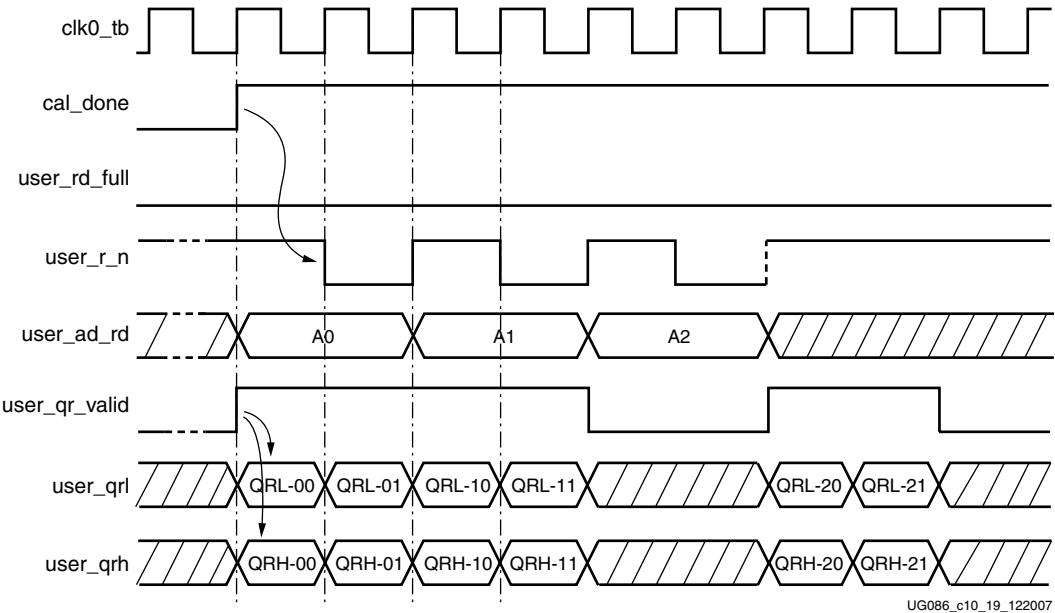 clk0_tb
cal_done
user_rd_full
user_r_n
user_ad_rd A0 A1 A2
user_qr_valid
user_qrl QRL-00 QRL-01 QRL-10 QRL-11 QRL-20 QRL-21
user_qrh QRH-00 QRH-01 QRH-10 QRH-11 QRH-20 QRH-21
UG086_c10_19_122007